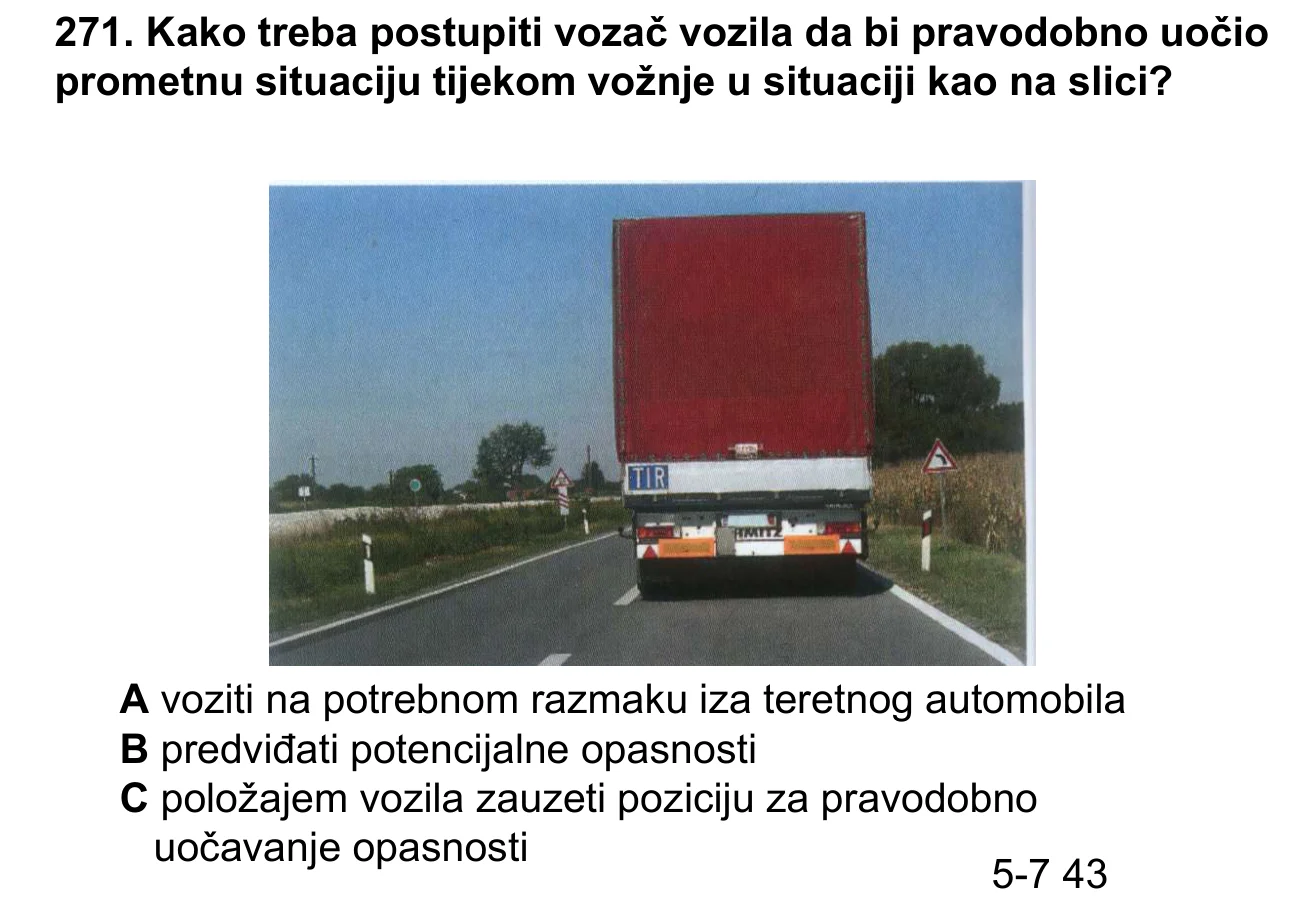 271. Kako treba postupiti vozač vozila da bi pravodobno uočio
prometnu situaciju tijekom vožnje u situaciji kao na slici?
TIR
A voziti na potrebnom razmaku iza teretnog automobila
B predviđati potencijalne opasnosti
C položajem vozila zauzeti poziciju za pravodobno
uočavanje opasnosti
5-7 43